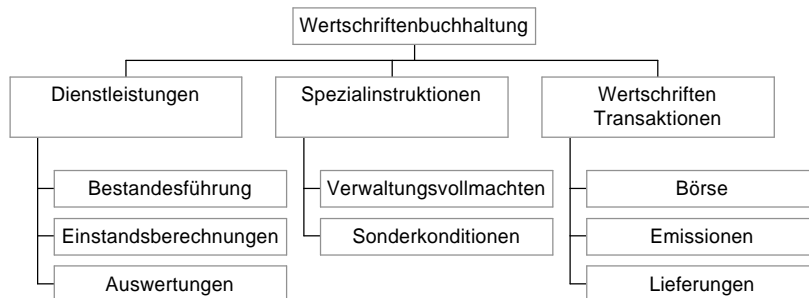 Wertschriftenbuchhaltung
Dienstleistungen
Spezialinstruktionen
Wertschriften
Transaktionen
Bestandesführung
Verwaltungsvollmachten
Börse
Einstandsberechnungen
Sonderkonditionen
Emissionen
Auswertungen
Lieferungen